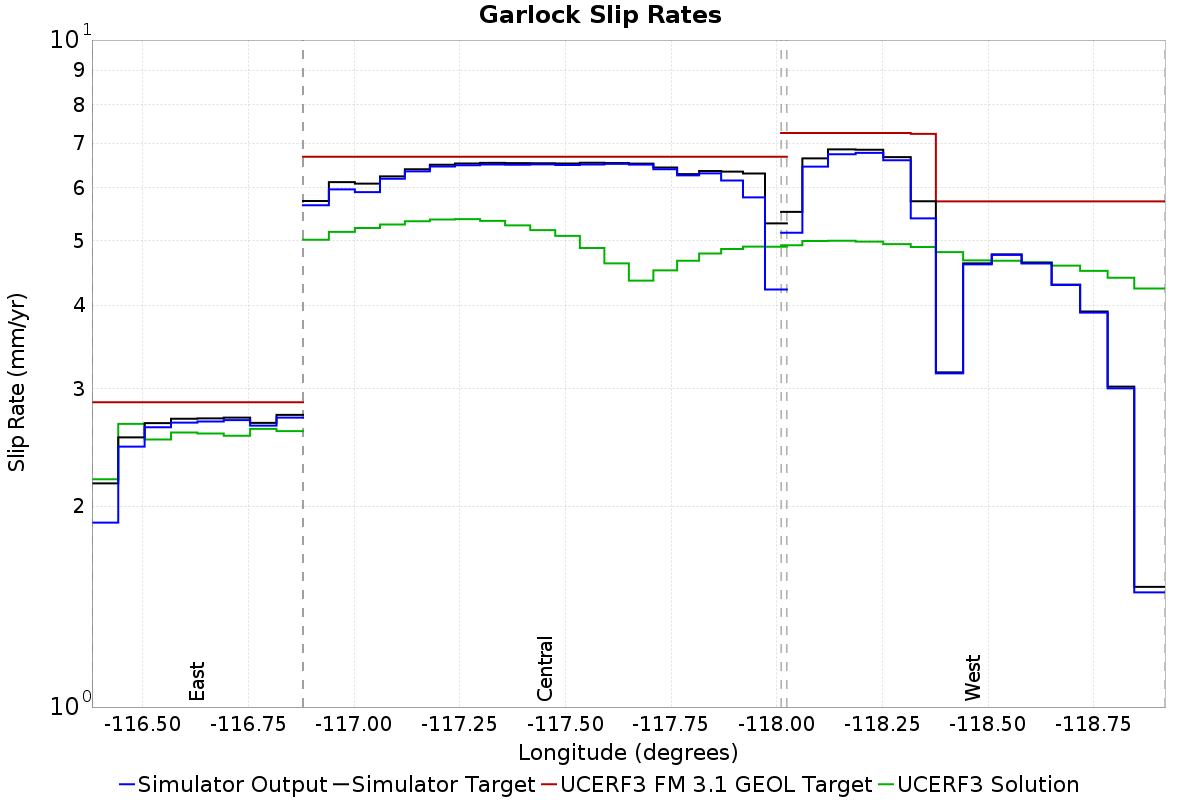 Garlock Slip Rates
10^1
9
8
7
6
5
4
3
2
10^0
Slip Rate (mm/yr)
East
Central
West
-116.50 -116.75 -117.00 -117.25 -117.50 -117.75 -118.00 -118.25 -118.50 -118.75
Longitude (degrees)
Simulator Output Simulator Target UCERF3 FM 3.1 GEOL Target UCERF3 Solution